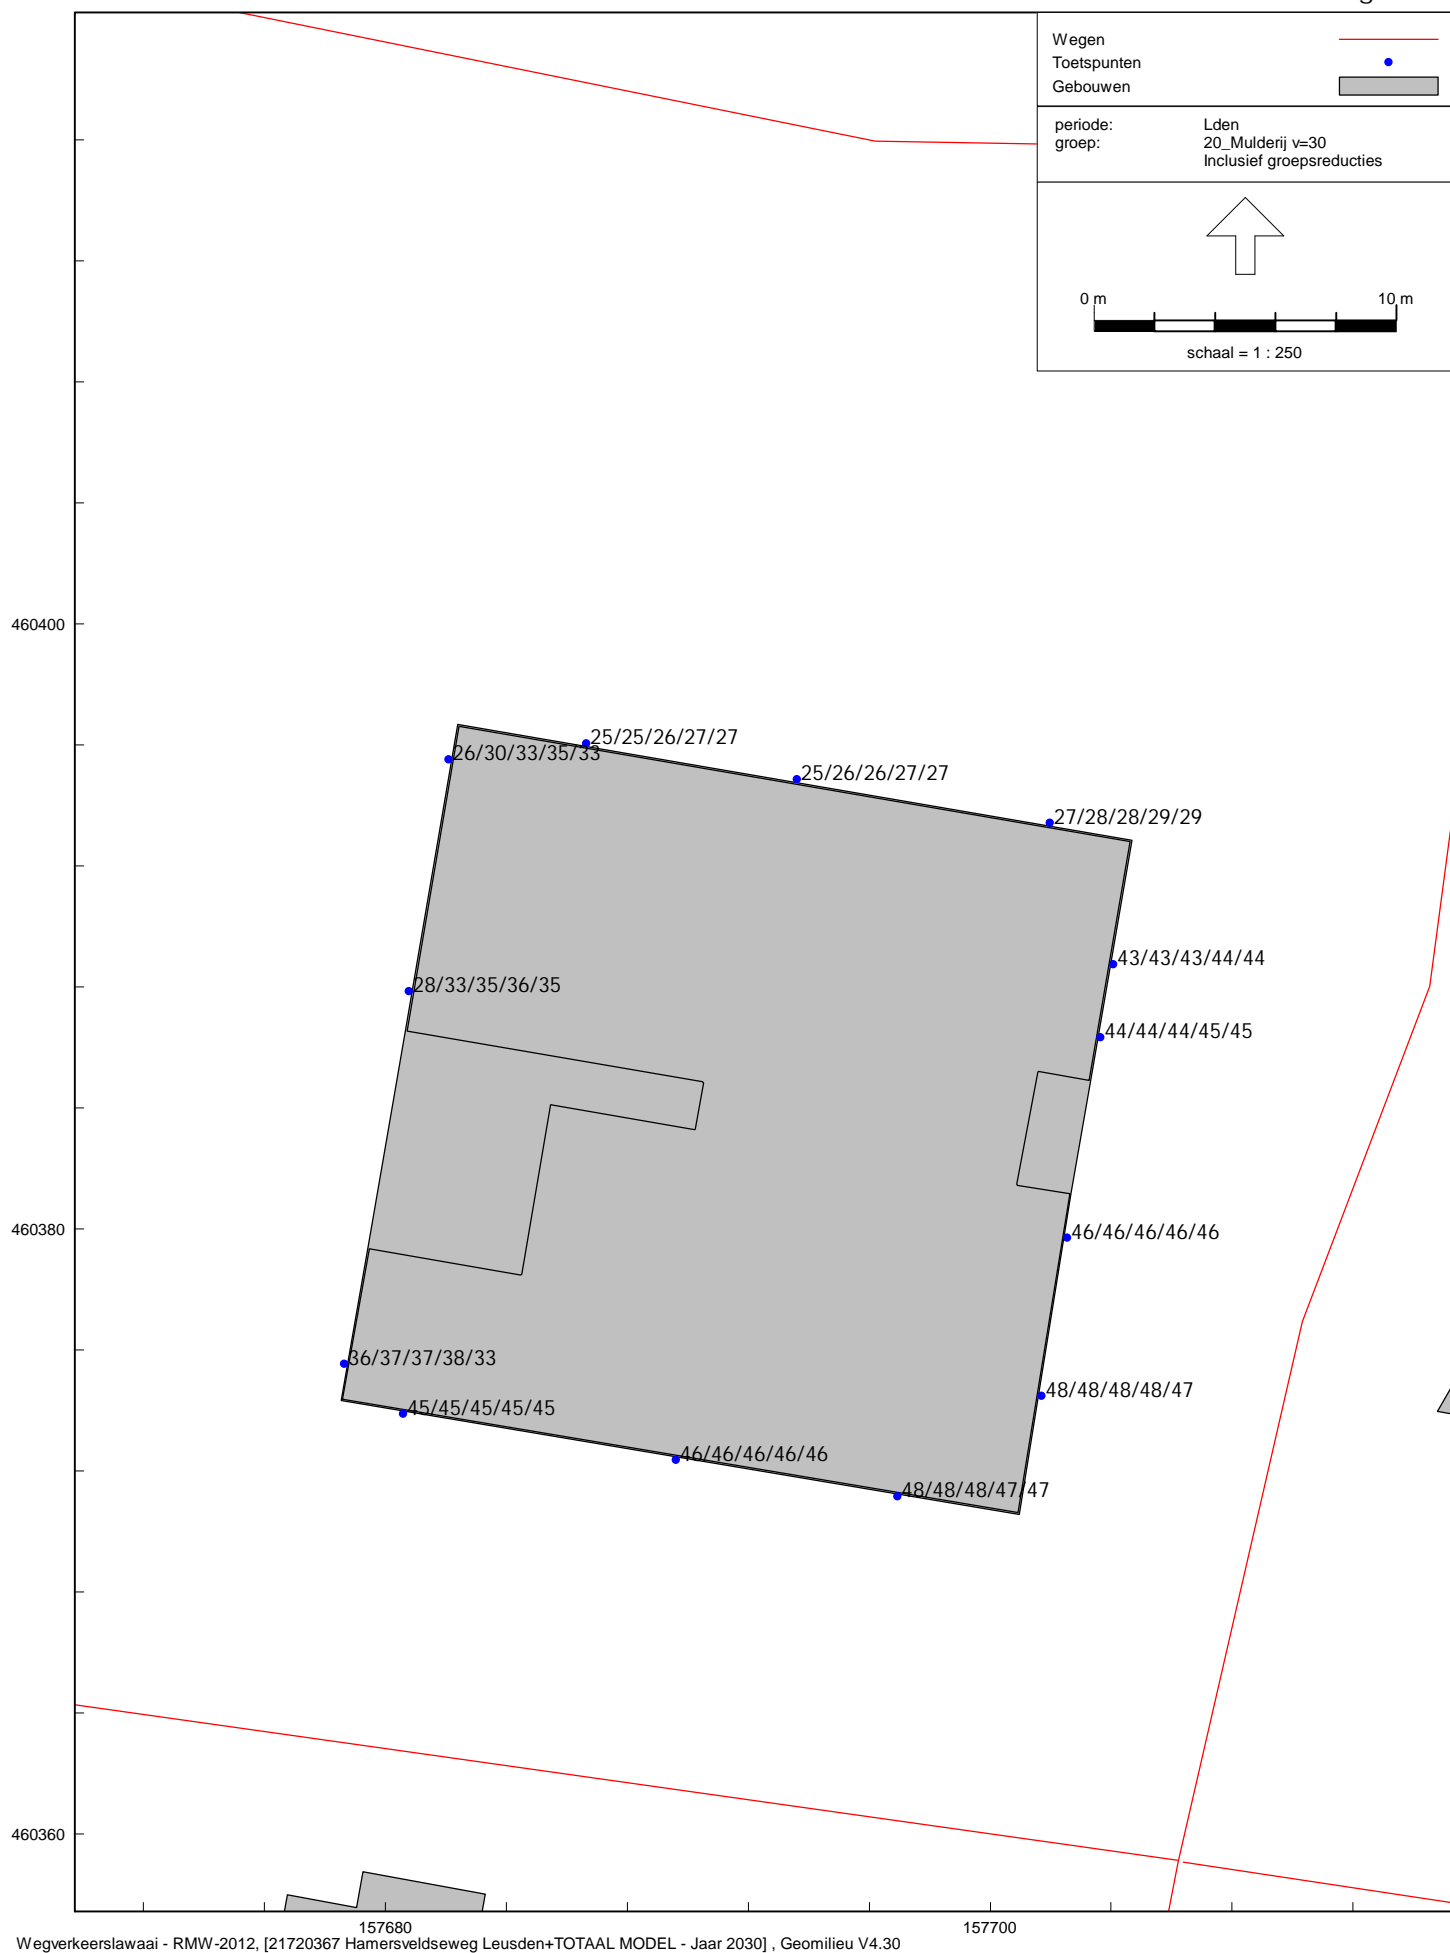 Wegen
Toetspunten
Gebouwen
periode: Lden
groep: 20_Mulderij v=30
Inclusief groepsreducties
0 m 10 m
schaal = 1 : 250
460400
25/25/26/27/27
26/30/33/35/33
25/26/26/27/27
27/28/28/29/29
43/43/43/44/44
28/33/35/36/35
44/44/44/45/45
460380
46/46/46/46/46
36/37/37/38/33
48/48/48/48/47
45/45/45/45/45
46/46/46/46/46
48/48/48/47/47
460360
157680 157700
Wegverkeerslawaai - RMW-2012, [21720367 Hamersveldseweg Leusden+TOTAAL MODEL - Jaar 2030] , Geomilieu V4.30